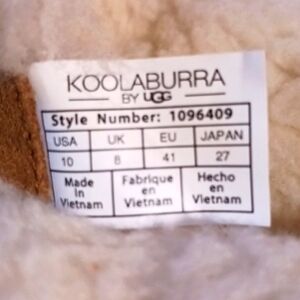 KOOLABURRA
BY UGG
Style Number: 1096409
USA UK EU JAPAN
10 8 41 27
Made Fabrique Hecho
in en en
Vietnam Vietnam Vietnam